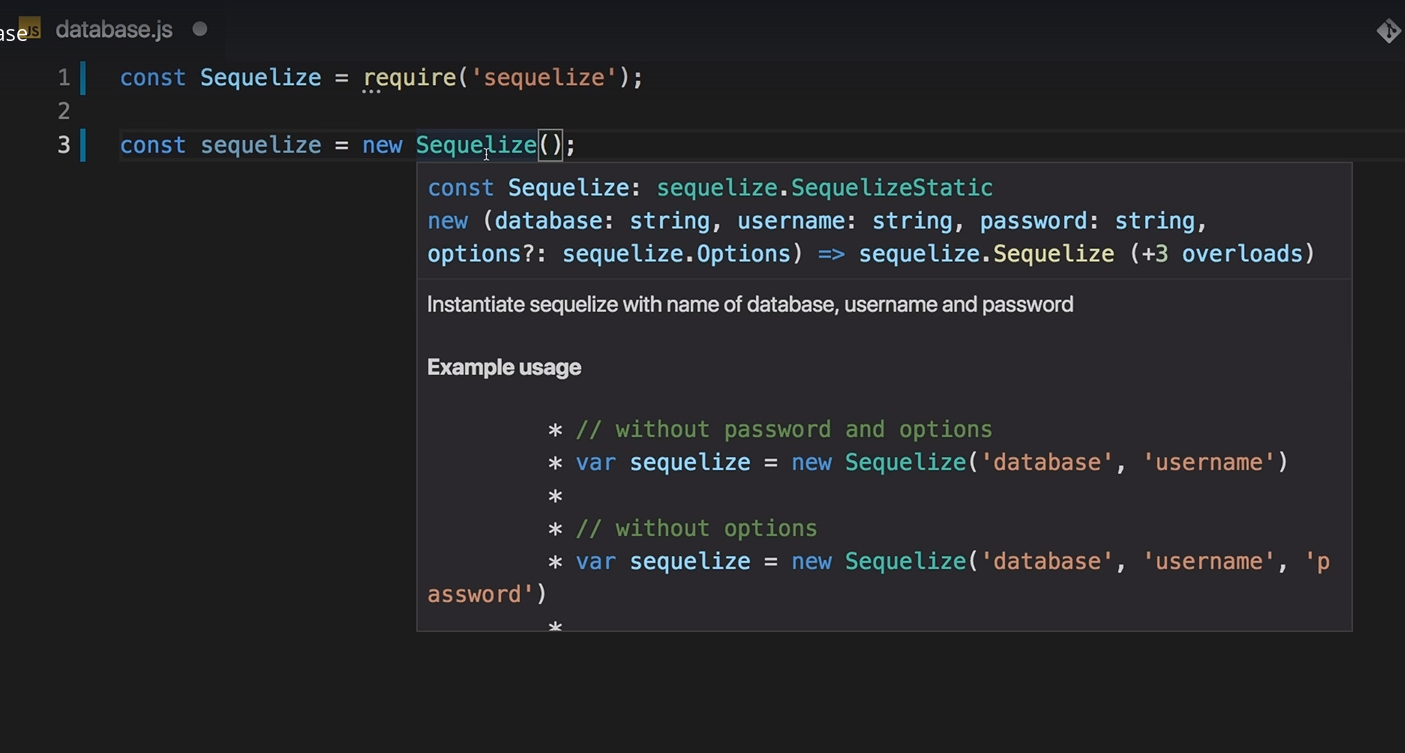 ase JS database.js
1 const Sequelize = require('sequelize');
2
3 const sequelize = new Sequelize();
const Sequelize: sequelize.SequelizeStatic
new (database: string, username: string, password: string,
options?: sequelize.Options) => sequelize.Sequelize (+3 overloads)
Instantiate sequelize with name of database, username and password
Example usage
* // without password and options
* var sequelize = new Sequelize('database', 'username')
*
* // without options
* var sequelize = new Sequelize('database', 'username', 'p
assword')
*